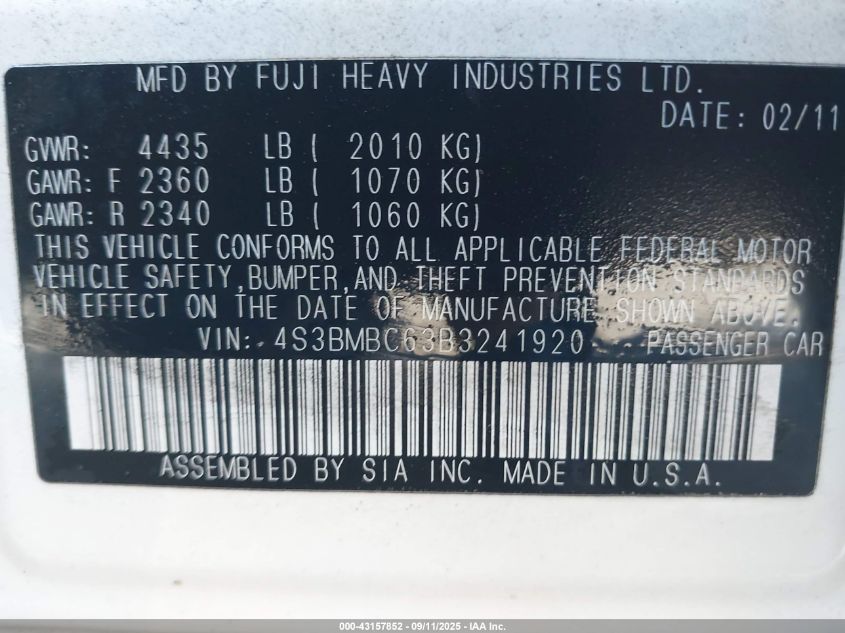 MFD BY FUJI HEAVY INDUSTRIES LTD.
DATE: 02/11
GVWR: 4435 LB ( 2010 KG)
GAWR: F 2360 LB ( 1070 KG)
GAWR: R 2340 LB ( 1060 KG)
THIS VEHICLE CONFORMS TO ALL APPLICABLE FEDERAL MOTOR
VEHICLE SAFETY, BUMPER, AND THEFT PREVENTION STANDARDS
IN EFFECT ON THE DATE OF MANUFACTURE SHOWN ABOVE.
VIN: 4S3BMBC63B3241920 PASSENGER CAR
ASSEMBLED BY SIA INC. MADE IN U.S.A.
000-43157852 - 09/11/2025 - IAA Inc.